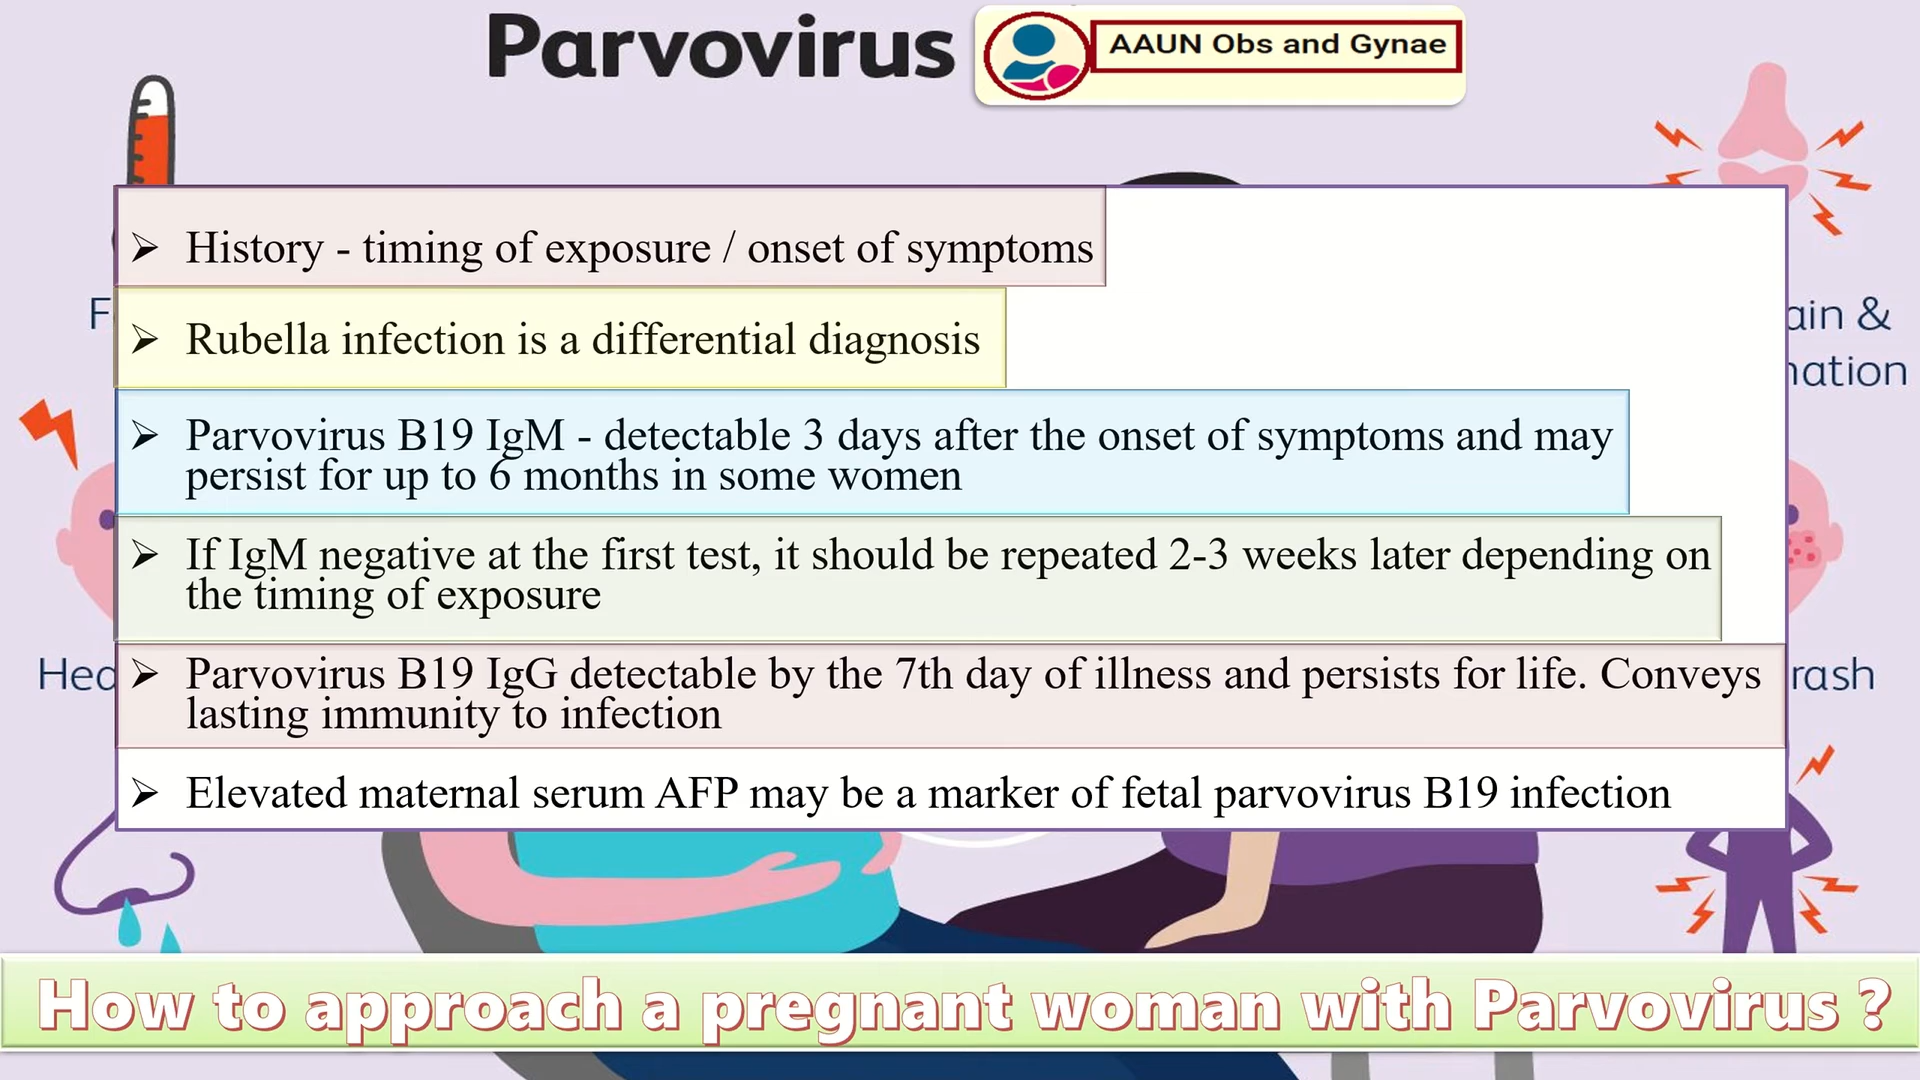 Parvovirus
AAUN Obs and Gynae
➢ History - timing of exposure / onset of symptoms
➢ Rubella infection is a differential diagnosis
➢ Parvovirus B19 IgM - detectable 3 days after the onset of symptoms and may
persist for up to 6 months in some women
➢ If IgM negative at the first test, it should be repeated 2-3 weeks later depending on
the timing of exposure
➢ Parvovirus B19 IgG detectable by the 7th day of illness and persists for life. Conveys
lasting immunity to infection
➢ Elevated maternal serum AFP may be a marker of fetal parvovirus B19 infection
&
rash
How to approach a pregnant woman with Parvovirus ?